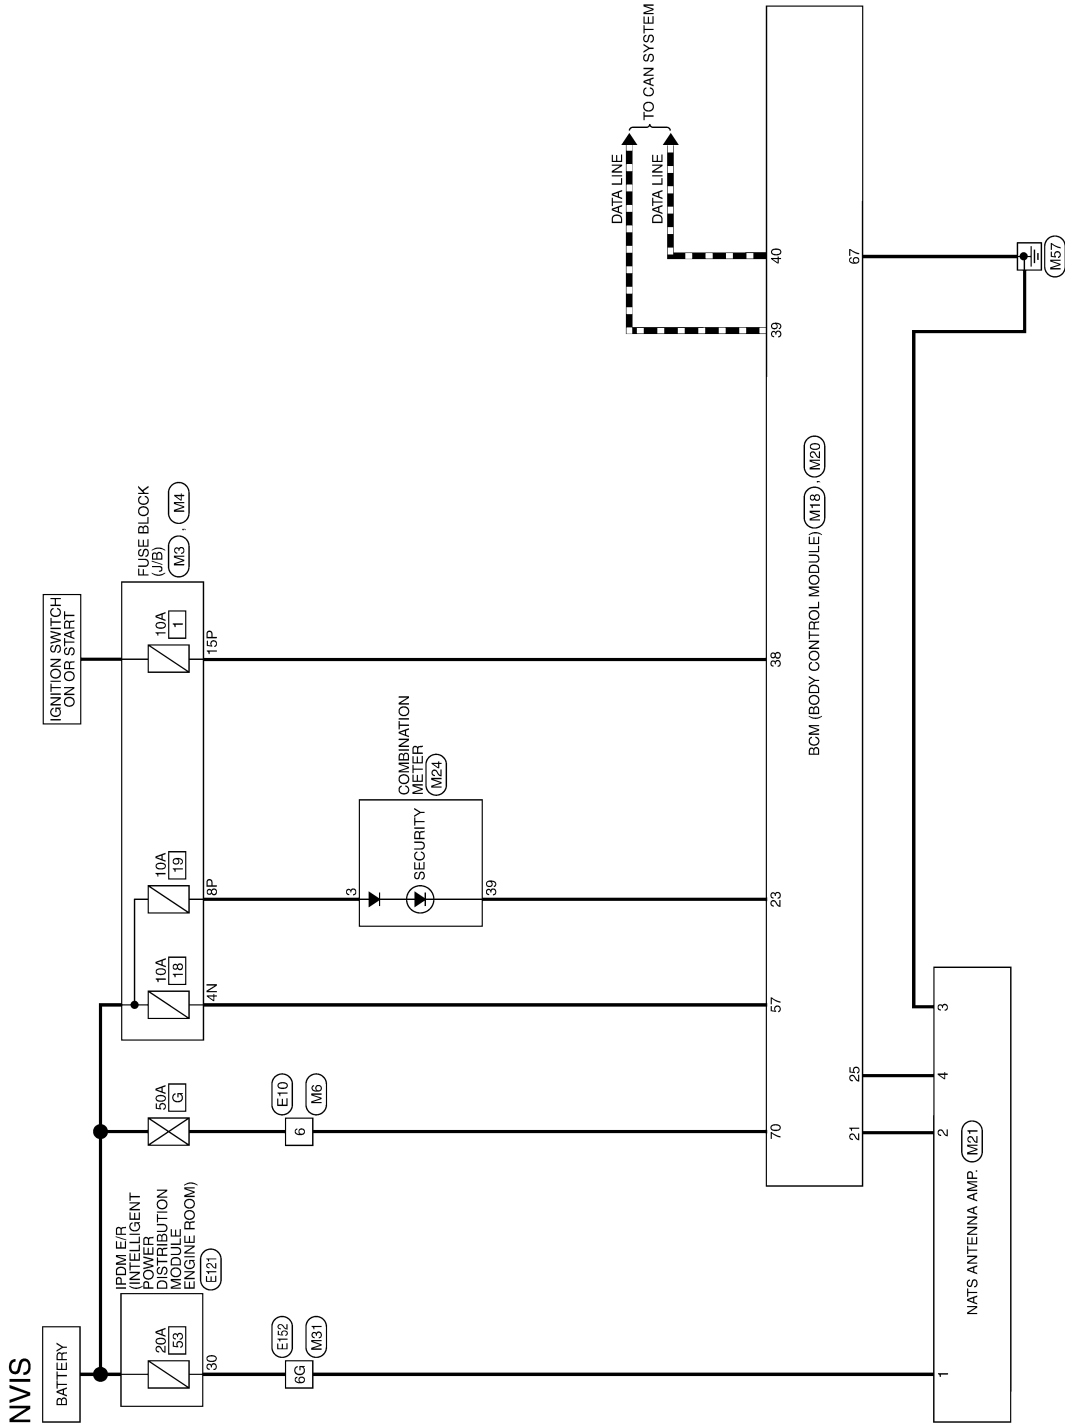 NVIS
BATTERY
IPDM E/R
(INTELLIGENT
POWER
DISTRIBUTION
MODULE
ENGINE ROOM)
E121
20A
53
30
E152
M31
6G
50A
G
E10
M6
6
IGNITION SWITCH
ON OR START
FUSE BLOCK
(J/B)
M3 , M4
10A
18
4N
10A
19
8P
10A
1
15P
COMBINATION
METER
M24
3
SECURITY
39
DATA LINE
DATA LINE
TO CAN SYSTEM
70
57
23
38
39
40
BCM (BODY CONTROL MODULE) M18 , M20
21
25
67
1
2
4
3
NATS ANTENNA AMP. M21
M57